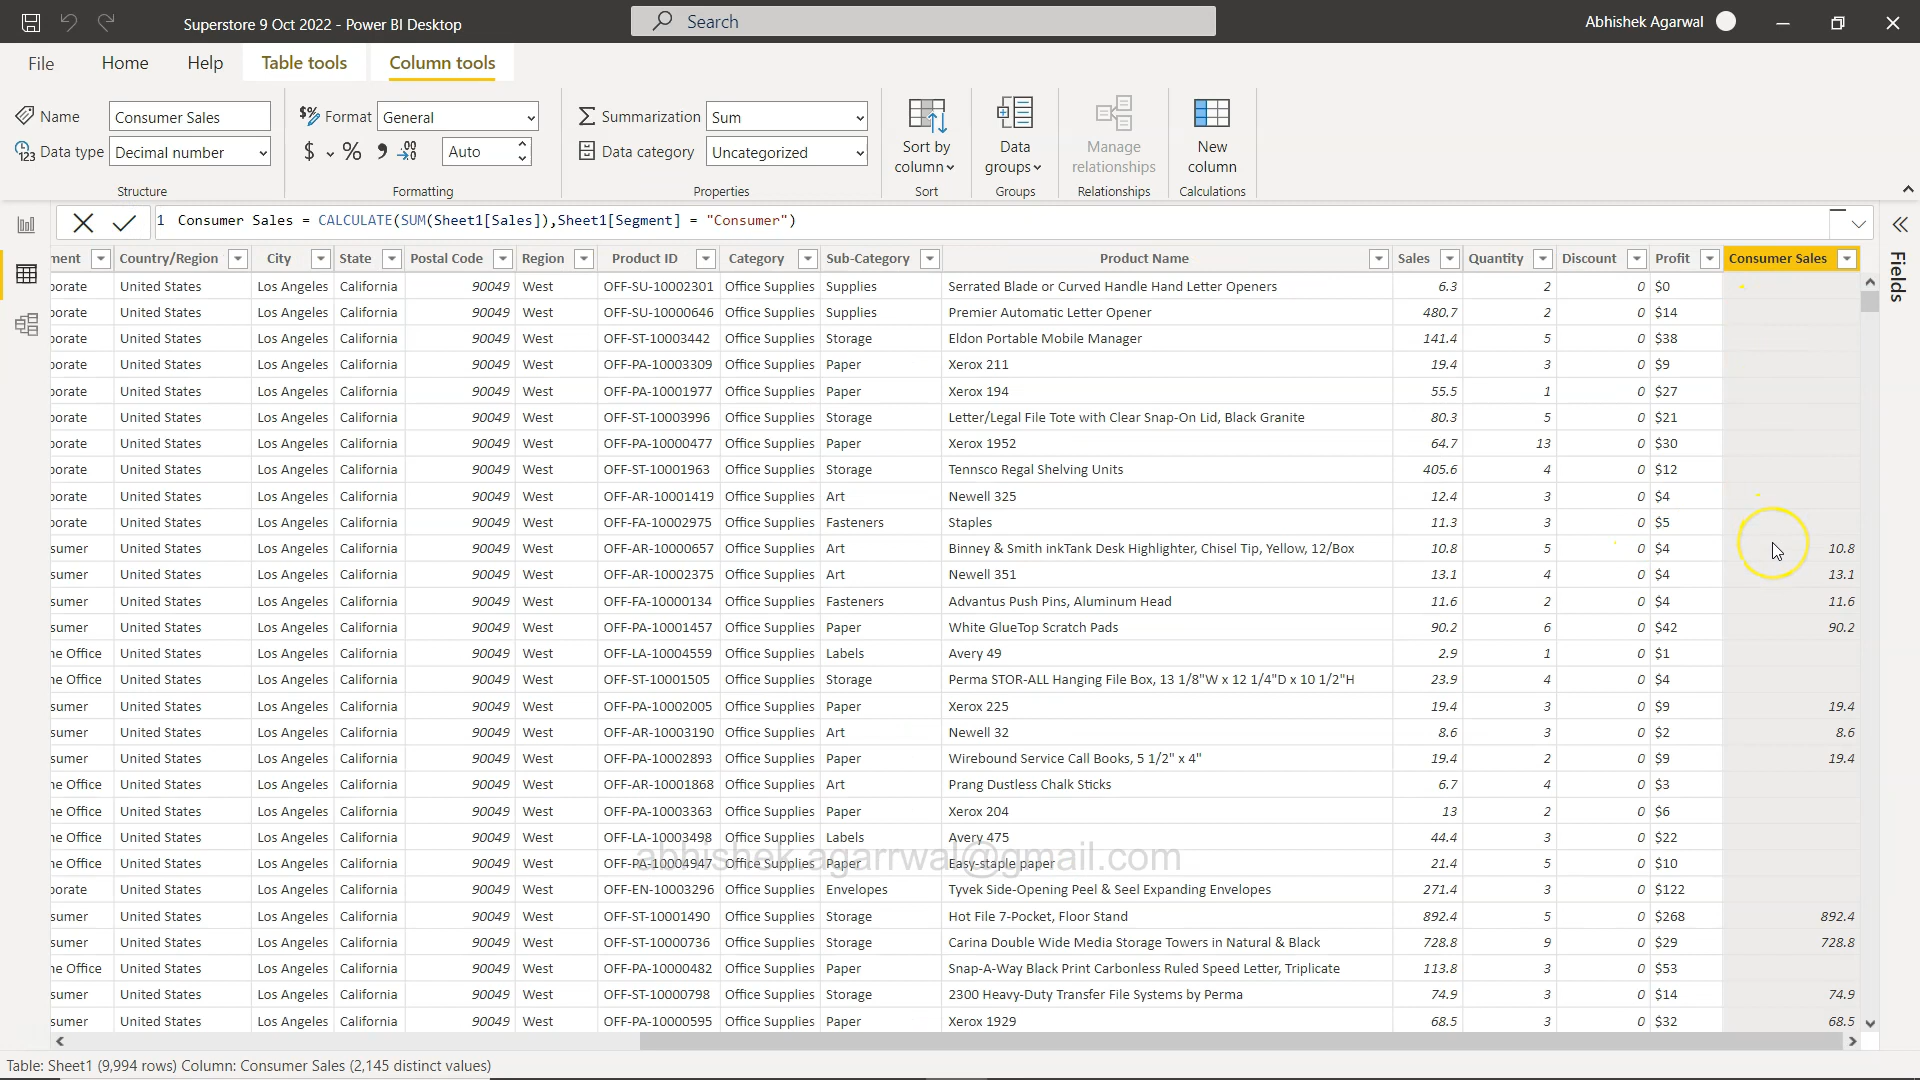 Superstore 9 Oct 2022 - Power BI Desktop
Search
Abhishek Agarwal
File Home Help Table tools Column tools
Name Consumer Sales
Data type Decimal number
Structure
Format General
$ % Auto
Formatting
Summarization Sum
Data category Uncategorized
Properties
Sort by column
Sort
Data groups
Groups
Manage relationships
Relationships
New column
Calculations
1 Consumer Sales = CALCULATE(SUM(Sheet1[Sales]),Sheet1[Segment] = "Consumer")
Fields
ment Country/Region City State Postal Code Region Product ID Category Sub-Category Product Name Sales Quantity Discount Profit Consumer Sales
porate United States Los Angeles California 90049 West OFF-SU-10002301 Office Supplies Supplies Serrated Blade or Curved Handle Hand Letter Openers 6.3 2 0 $0
porate United States Los Angeles California 90049 West OFF-SU-10000646 Office Supplies Supplies Premier Automatic Letter Opener 480.7 2 0 $14
porate United States Los Angeles California 90049 West OFF-ST-10003442 Office Supplies Storage Eldon Portable Mobile Manager 141.4 5 0 $38
porate United States Los Angeles California 90049 West OFF-PA-10003309 Office Supplies Paper Xerox 211 19.4 3 0 $9
porate United States Los Angeles California 90049 West OFF-PA-10001977 Office Supplies Paper Xerox 194 55.5 1 0 $27
porate United States Los Angeles California 90049 West OFF-ST-10003996 Office Supplies Storage Letter/Legal File Tote with Clear Snap-On Lid, Black Granite 80.3 5 0 $21
porate United States Los Angeles California 90049 West OFF-PA-10000477 Office Supplies Paper Xerox 1952 64.7 13 0 $30
porate United States Los Angeles California 90049 West OFF-ST-10001963 Office Supplies Storage Tennsco Regal Shelving Units 405.6 4 0 $12
porate United States Los Angeles California 90049 West OFF-AR-10001419 Office Supplies Art Newell 325 12.4 3 0 $4
porate United States Los Angeles California 90049 West OFF-FA-10002975 Office Supplies Fasteners Staples 11.3 3 0 $5
sumer United States Los Angeles California 90049 West OFF-AR-10000657 Office Supplies Art Binney & Smith inkTank Desk Highlighter, Chisel Tip, Yellow, 12/Box 10.8 5 0 $4 10.8
sumer United States Los Angeles California 90049 West OFF-AR-10002375 Office Supplies Art Newell 351 13.1 4 0 $4 13.1
sumer United States Los Angeles California 90049 West OFF-FA-10000134 Office Supplies Fasteners Advantus Push Pins, Aluminum Head 11.6 2 0 $4 11.6
sumer United States Los Angeles California 90049 West OFF-PA-10001457 Office Supplies Paper White GlueTop Scratch Pads 90.2 6 0 $42 90.2
ne Office United States Los Angeles California 90049 West OFF-LA-10004559 Office Supplies Labels Avery 49 2.9 1 0 $1
ne Office United States Los Angeles California 90049 West OFF-ST-10001505 Office Supplies Storage Perma STOR-ALL Hanging File Box, 13 1/8"W x 12 1/4"D x 10 1/2"H 23.9 4 0 $4
sumer United States Los Angeles California 90049 West OFF-PA-10002005 Office Supplies Paper Xerox 225 19.4 3 0 $9 19.4
sumer United States Los Angeles California 90049 West OFF-AR-10003190 Office Supplies Art Newell 32 8.6 3 0 $2 8.6
sumer United States Los Angeles California 90049 West OFF-PA-10002893 Office Supplies Paper Wirebound Service Call Books, 5 1/2" x 4" 19.4 2 0 $9 19.4
ne Office United States Los Angeles California 90049 West OFF-AR-10001868 Office Supplies Art Prang Dustless Chalk Sticks 6.7 4 0 $3
ne Office United States Los Angeles California 90049 West OFF-PA-10003363 Office Supplies Paper Xerox 204 13 2 0 $6
ne Office United States Los Angeles California 90049 West OFF-LA-10003498 Office Supplies Labels Avery 475 44.4 3 0 $22
ne Office United States Los Angeles California 90049 West OFF-PA-10004947 Office Supplies Paper Easy-staple paper 21.4 5 0 $10
abhishek.agarrwal@gmail.com
porate United States Los Angeles California 90049 West OFF-EN-10003296 Office Supplies Envelopes Tyvek Side-Opening Peel & Seel Expanding Envelopes 271.4 3 0 $122
sumer United States Los Angeles California 90049 West OFF-ST-10001490 Office Supplies Storage Hot File 7-Pocket, Floor Stand 892.4 5 0 $268 892.4
sumer United States Los Angeles California 90049 West OFF-ST-10000736 Office Supplies Storage Carina Double Wide Media Storage Towers in Natural & Black 728.8 9 0 $29 728.8
ne Office United States Los Angeles California 90049 West OFF-PA-10000482 Office Supplies Paper Snap-A-Way Black Print Carbonless Ruled Speed Letter, Triplicate 113.8 3 0 $53
sumer United States Los Angeles California 90049 West OFF-ST-10000798 Office Supplies Storage 2300 Heavy-Duty Transfer File Systems by Perma 74.9 3 0 $14 74.9
sumer United States Los Angeles California 90049 West OFF-PA-10000595 Office Supplies Paper Xerox 1929 68.5 3 0 $32 68.5
Table: Sheet1 (9,994 rows) Column: Consumer Sales (2,145 distinct values)